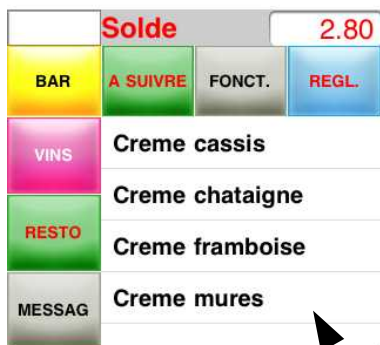 Solde 2.80
BAR A SUIVRE FONCT. REGL.
VINS
Creme cassis
Creme chataigne
RESTO
Creme framboise
MESSAG
Creme mures